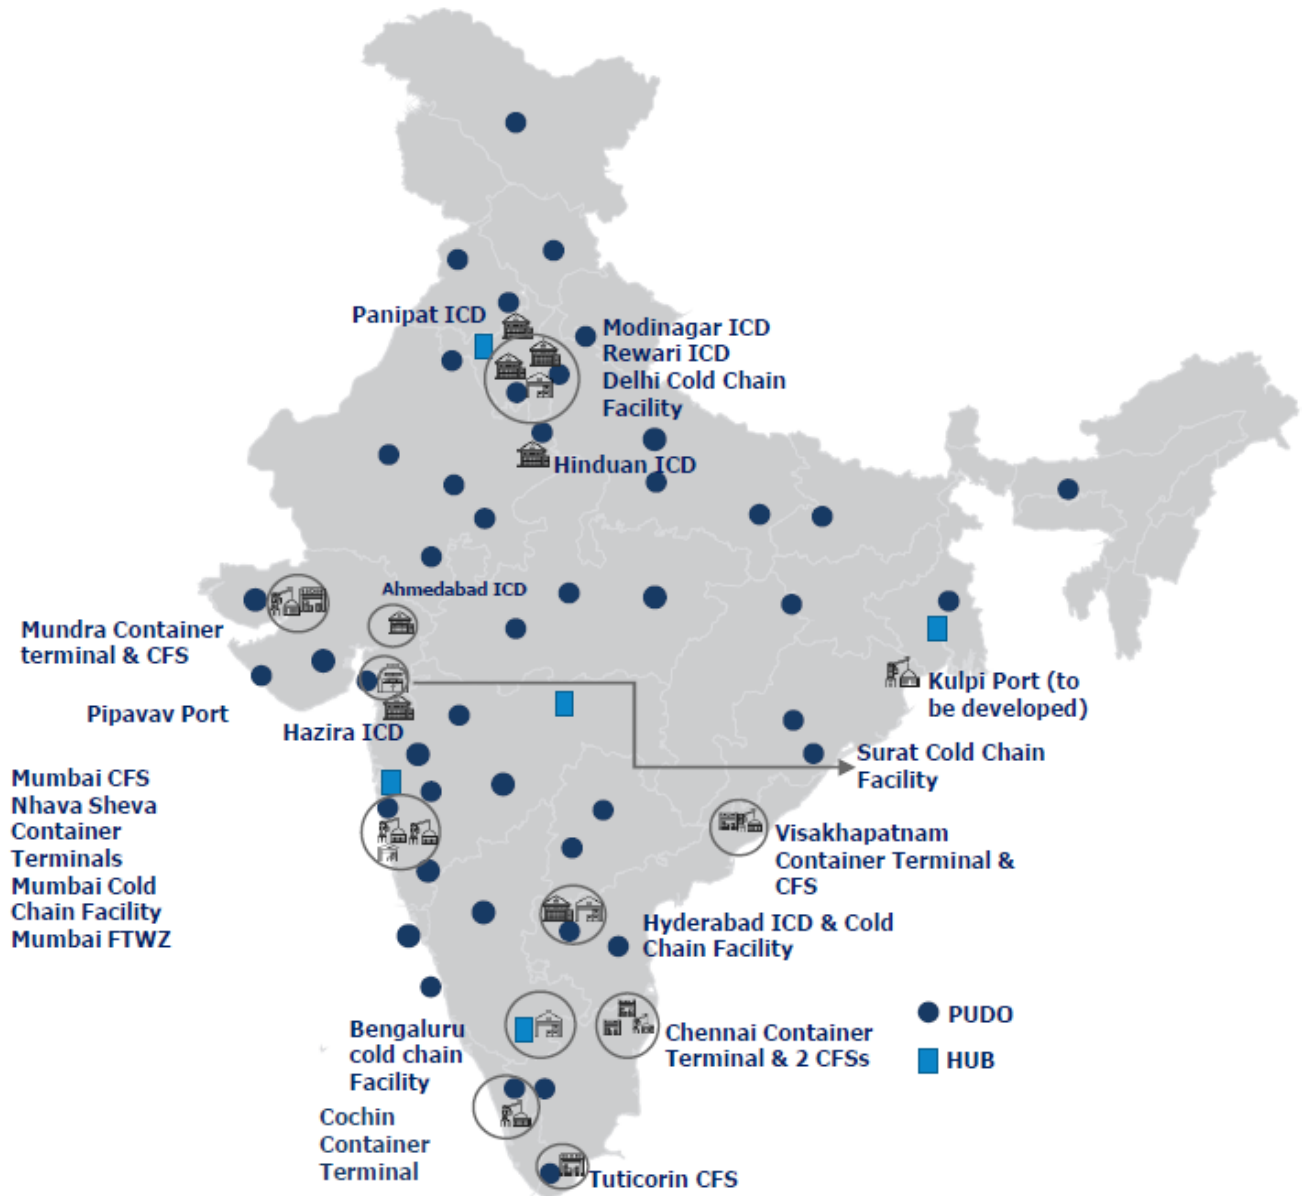 Panipat ICD
Modinagar ICD
Rewari ICD
Delhi Cold Chain
Facility
Hinduan ICD
Ahmedabad ICD
Mundra Container
terminal & CFS
Pipavav Port
Hazira ICD
Kulpi Port (to
be developed)
Surat Cold Chain
Facility
Mumbai CFS
Nhava Sheva
Container
Terminals
Mumbai Cold
Chain Facility
Mumbai FTWZ
Visakhapatnam
Container Terminal &
CFS
Hyderabad ICD & Cold
Chain Facility
Bengaluru
cold chain
Facility
Chennai Container
Terminal & 2 CFSs
PUDO
HUB
Cochin
Container
Terminal
Tuticorin CFS